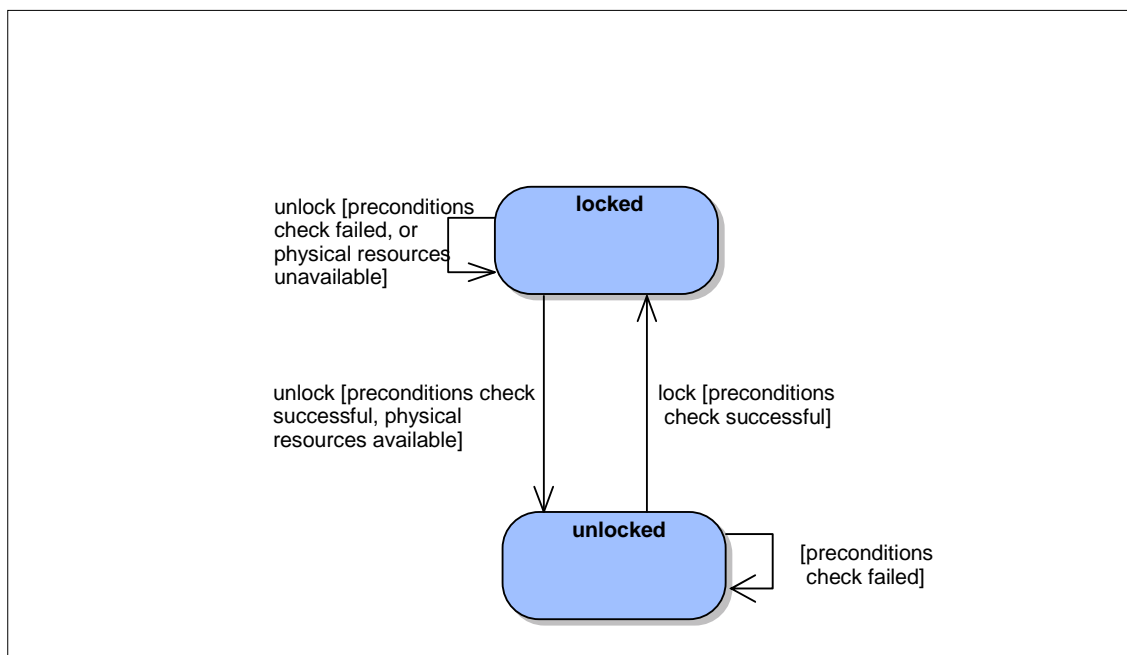 locked
unlock [preconditions
check failed, or
physical resources
unavailable]
unlock [preconditions check
successful, physical
resources available]
lock [preconditions
check successful]
unlocked
[preconditions
check failed]